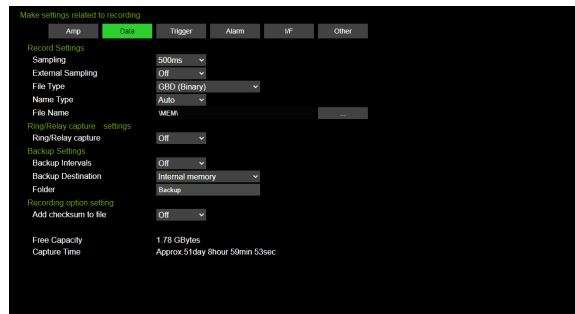 Make settings related to recording
Amp Data Trigger Alarm I/F Other
Record Settings
Sampling 500ms
External Sampling Off
File Type GBD (Binary)
Name Type Auto
File Name \MEM\ ...
Ring/Relay capture settings
Ring/Relay capture Off
Backup Settings
Backup Intervals Off
Backup Destination Internal memory
Folder Backup
Recording option setting
Add checksum to file Off
Free Capacity 1.78 GBytes
Capture Time Approx.51day 8hour 59min 53sec